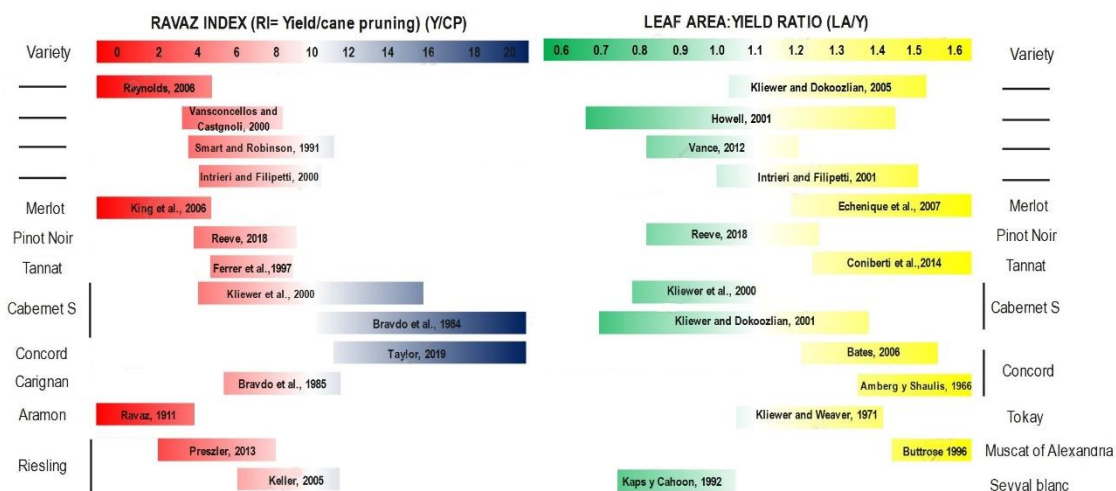 RAVAZ INDEX (RI= Yield/cane pruning) (Y/CP)
LEAF AREA:YIELD RATIO (LA/Y)
Variety
0 2 4 6 8 10 12 14 16 18 20
0.6 0.7 0.8 0.9 1.0 1.1 1.2 1.3 1.4 1.5 1.6
Variety
Reynolds, 2006
Kliewer and Dokoozlian, 2005
Vansconcellos and
Castgnoli, 2000
Howell, 2001
Smart and Robinson, 1991
Vance, 2012
Intrieri and Filipetti, 2000
Intrieri and Filipetti, 2001
Merlot
King et al., 2006
Echenique et al., 2007
Merlot
Pinot Noir
Reeve, 2018
Reeve, 2018
Pinot Noir
Tannat
Ferrer et al.,1997
Coniberti et al.,2014
Tannat
Cabernet S
Kliewer et al., 2000
Kliewer et al., 2000
Cabernet S
Bravdo et al., 1984
Kliewer and Dokoozlian, 2001
Concord
Taylor, 2019
Bates, 2006
Concord
Carignan
Bravdo et al., 1985
Amberg y Shaulis, 1966
Aramon
Ravaz, 1911
Kliewer and Weaver, 1971
Tokay
Riesling
Preszler, 2013
Buttrose 1996
Muscat of Alexandria
Keller, 2005
Kaps y Cahoon, 1992
Seyval blanc